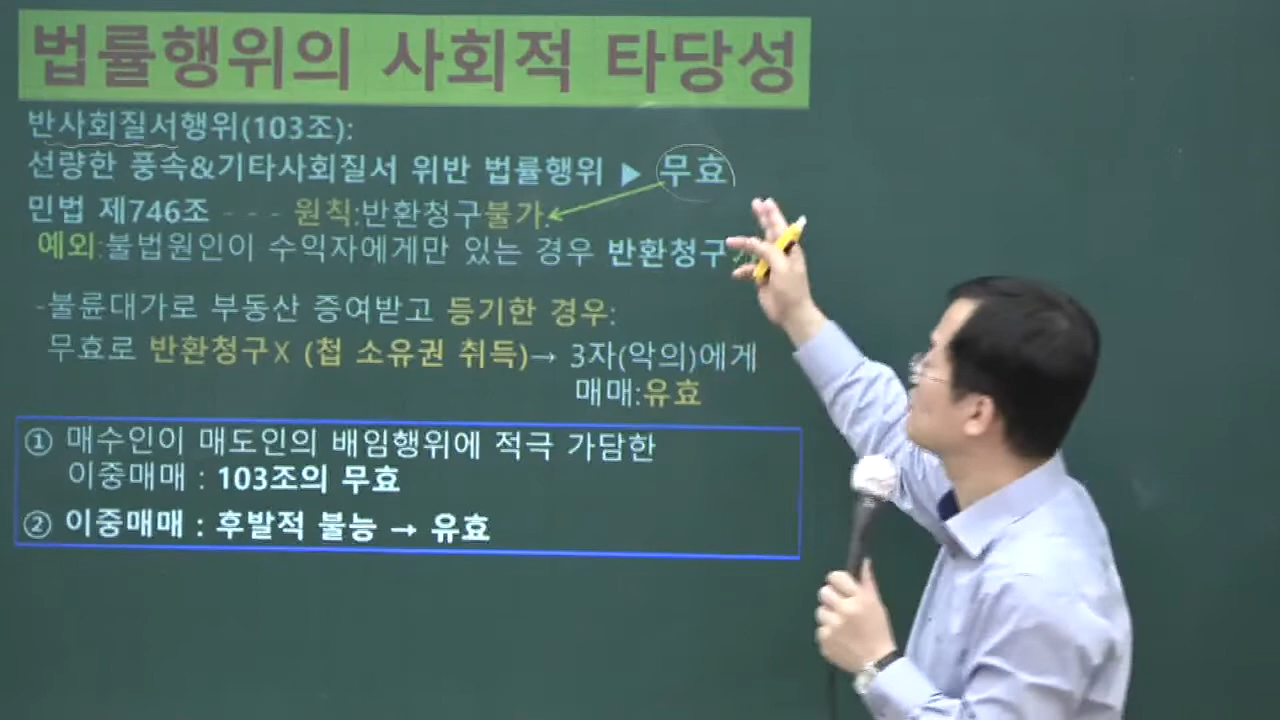 법률행위의 사회적 타당성
반사회질서행위(103조):
선량한 풍속&기타사회질서 위반 법률행위 ▶ 무효
민법 제746조 - - - 원칙:반환청구불가.
예외:불법원인이 수익자에게만 있는 경우 반환청구
-불륜대가로 부동산 증여받고 등기한 경우:
무효로 반환청구X (첩 소유권 취득)→ 3자(악의)에게
매매:유효
① 매수인이 매도인의 배임행위에 적극 가담한
이중매매 : 103조의 무효
② 이중매매 : 후발적 불능 → 유효